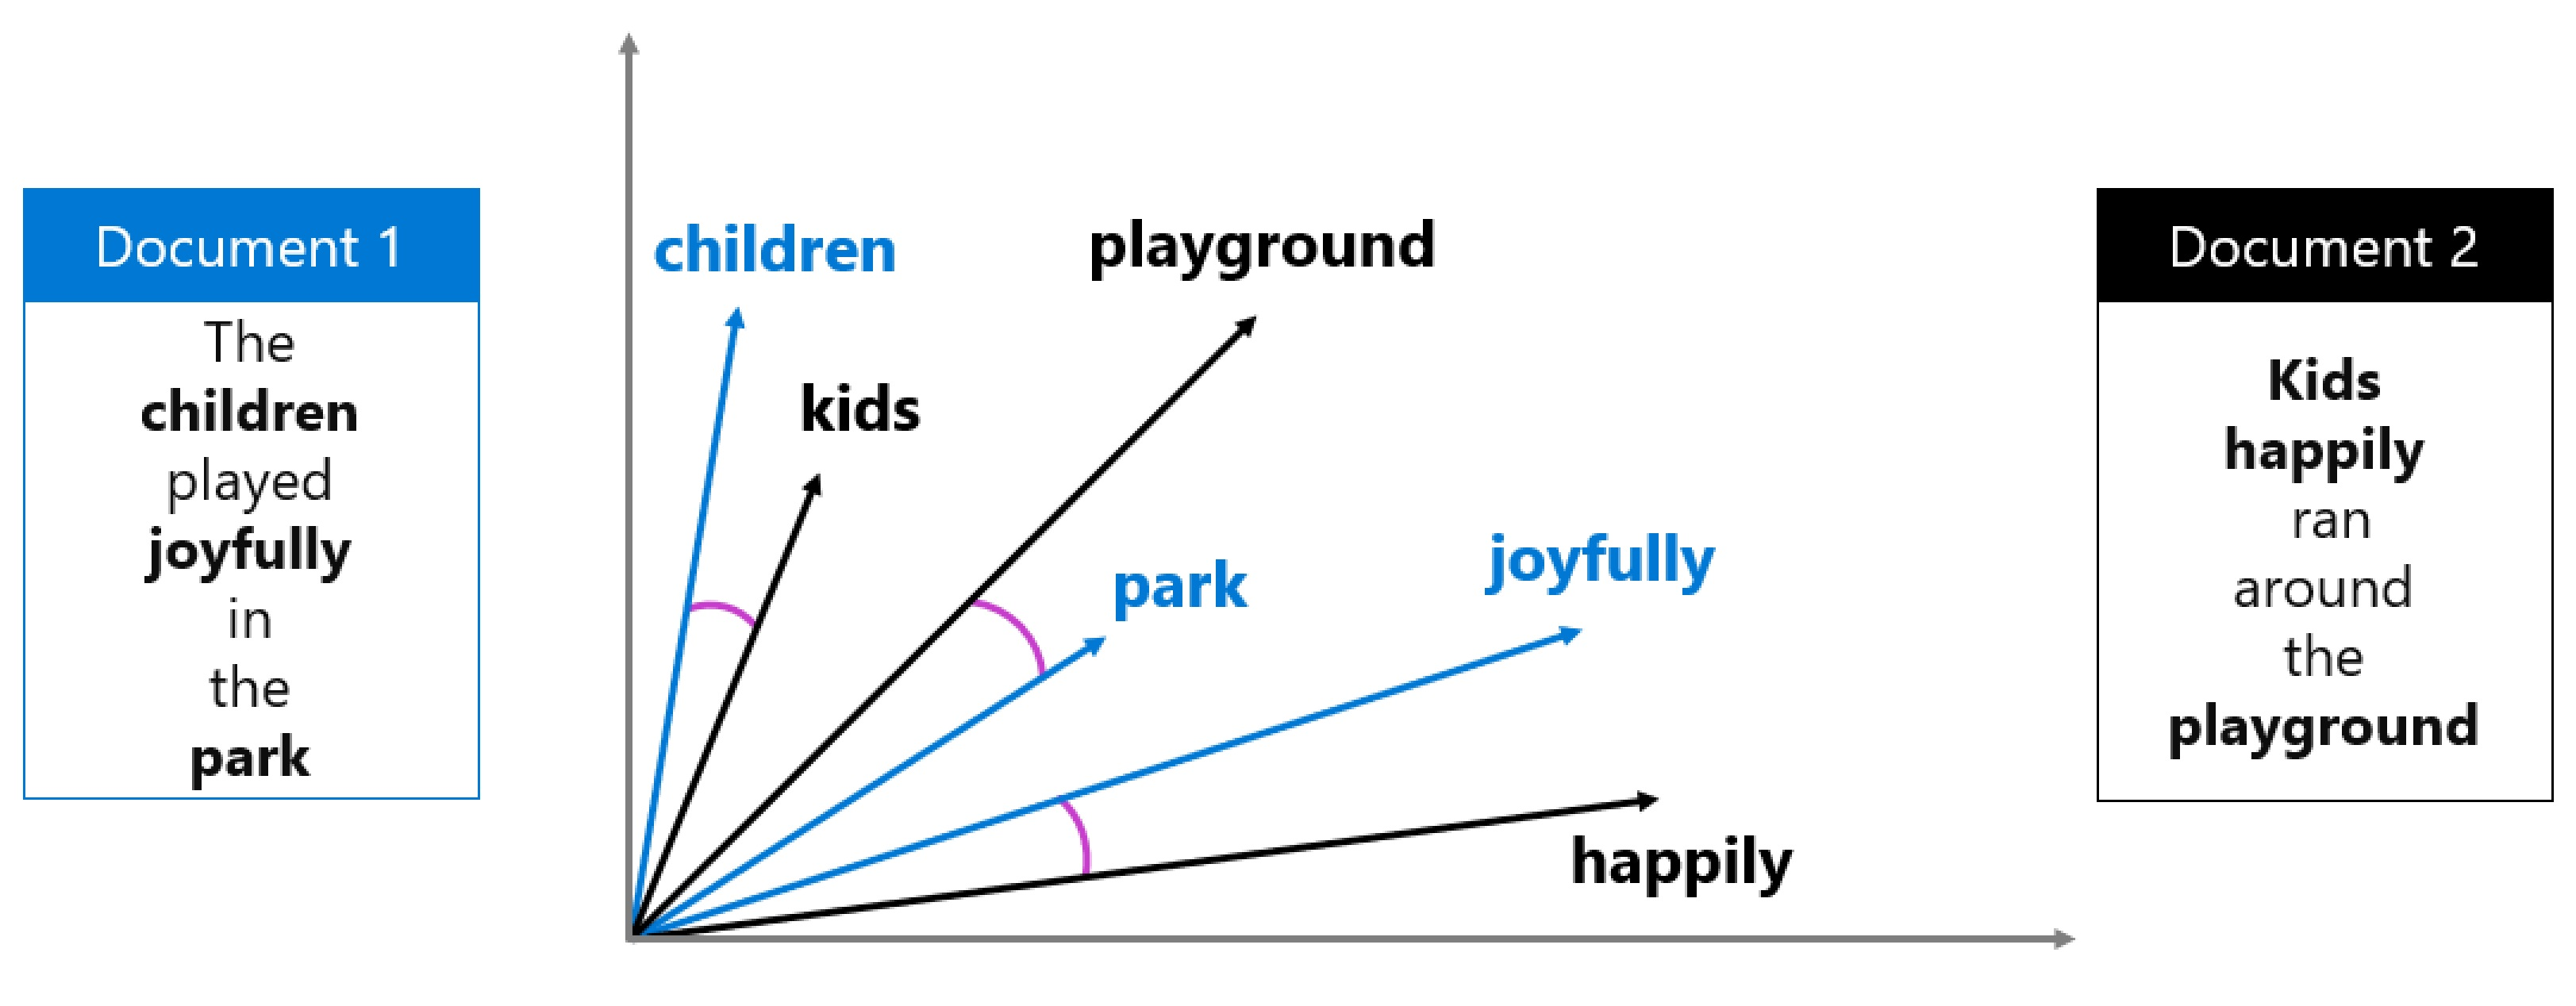 Document 1
The
children
played
joyfully
in
the
park
children
playground
kids
park
joyfully
happily
Document 2
Kids
happily
ran
around
the
playground